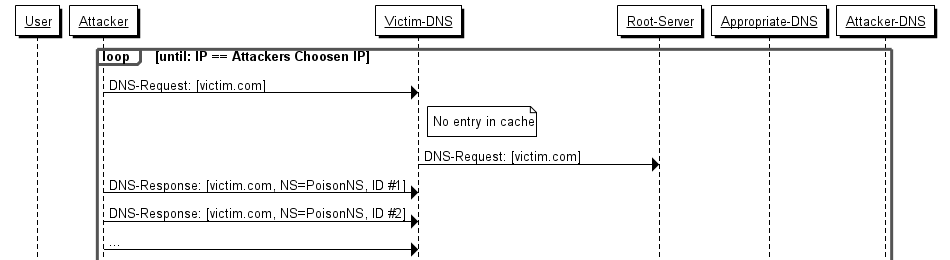 User Attacker Victim-DNS Root-Server Appropriate-DNS Attacker-DNS
loop [until: IP == Attackers Choosen IP]
DNS-Request: [victim.com]
No entry in cache
DNS-Request: [victim.com]
DNS-Response: [victim.com, NS=PoisonNS, ID #1]
DNS-Response: [victim.com, NS=PoisonNS, ID #2]
...